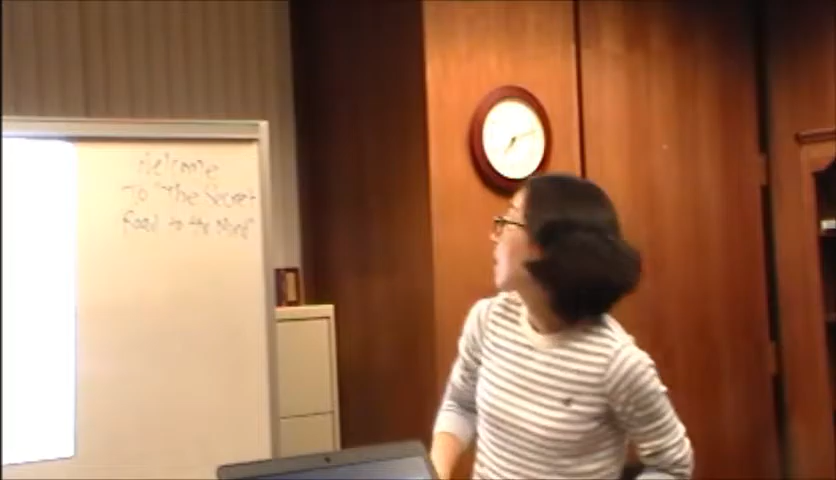 Welcome
To "The Secret
Road to the Mind"